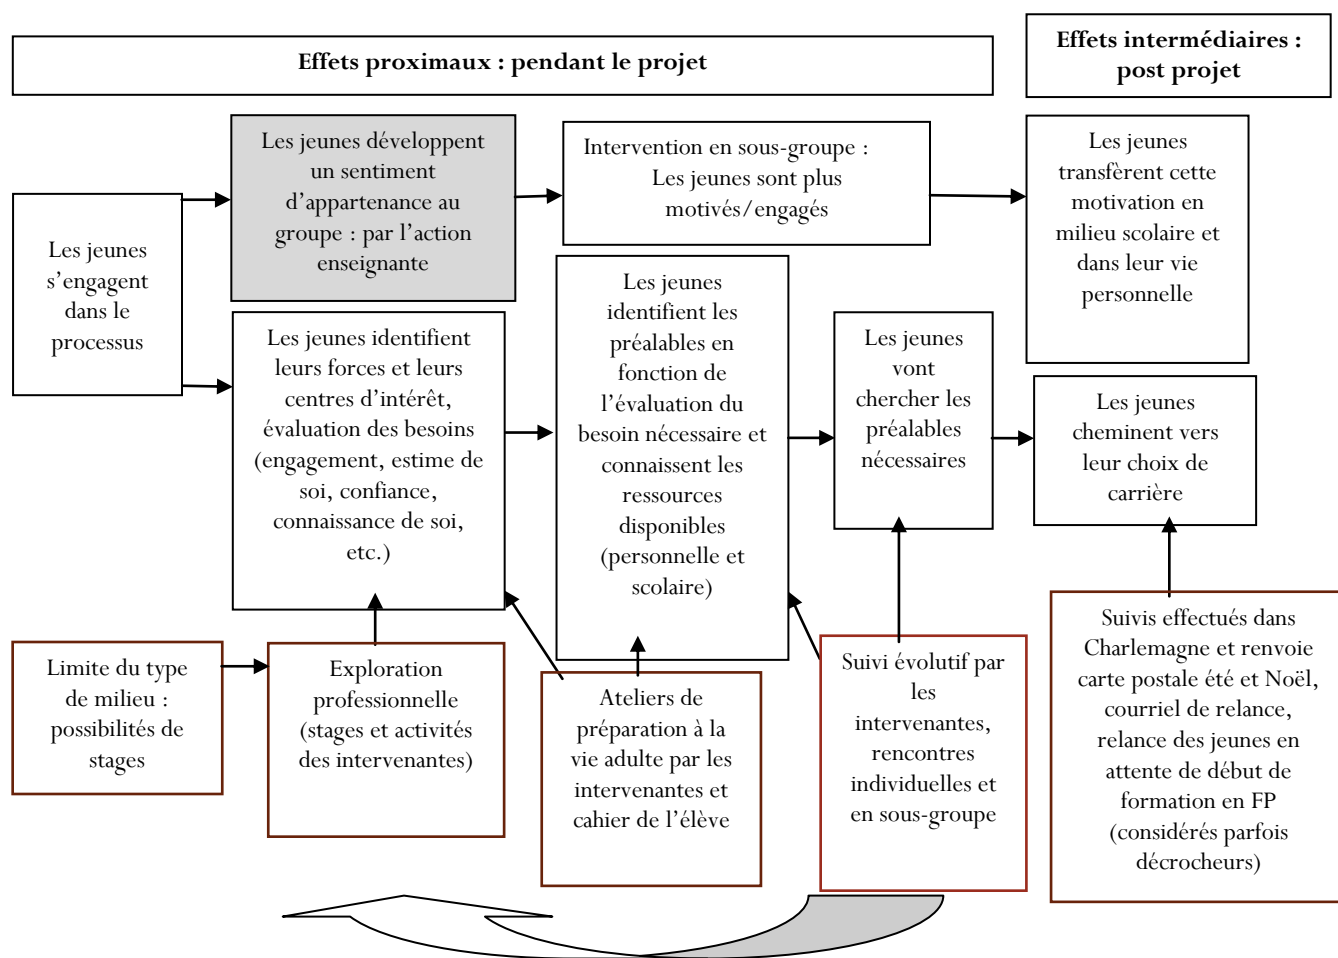 Effets proximaux : pendant le projet
Effets intermédiaires :
post projet
Les jeunes
s’engagent
dans le
processus
Les jeunes développent
un sentiment
d’appartenance au
groupe : par l’action
enseignante
Intervention en sous-groupe :
Les jeunes sont plus
motivés/engagés
Les jeunes
transfèrent cette
motivation en
milieu scolaire et
dans leur vie
personnelle
Les jeunes identifient
leurs forces et leurs
centres d’intérêt,
évaluation des besoins
(engagement, estime de
soi, confiance,
connaissance de soi,
etc.)
Les jeunes
identifient les
préalables en
fonction de
l’évaluation du
besoin nécessaire et
connaissent les
ressources
disponibles
(personnelle et
scolaire)
Les jeunes
vont
chercher les
préalables
nécessaires
Les jeunes
cheminent vers
leur choix de
carrière
Limite du type
de milieu :
possibilités de
stages
Exploration
professionnelle
(stages et activités
des intervenantes)
Ateliers de
préparation à la
vie adulte par les
intervenantes et
cahier de l’élève
Suivi évolutif par
les
intervenantes,
rencontres
individuelles et
en sous-groupe
Suivis effectués dans
Charlemagne et renvoie
carte postale été et Noël,
courriel de relance,
relance des jeunes en
attente de début de
formation en FP
(considérés parfois
décrocheurs)